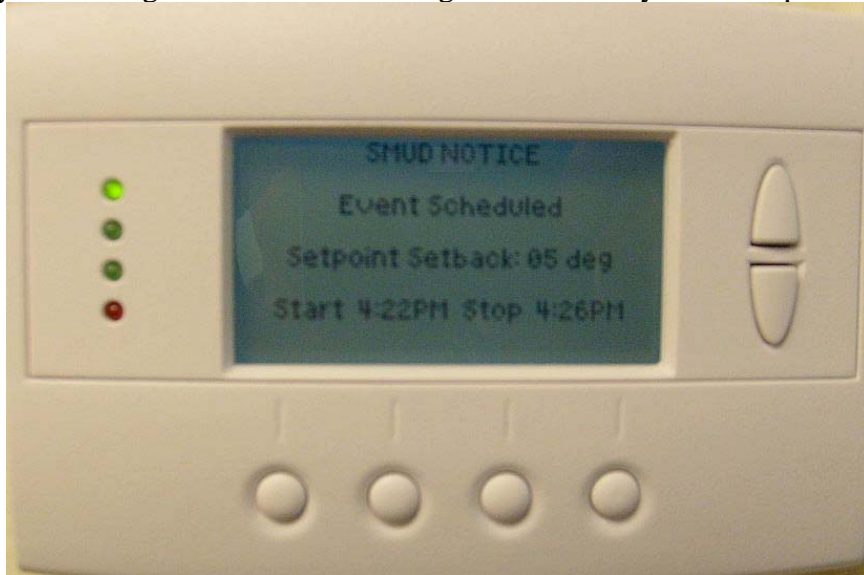 SMUD NOTICE
Event Scheduled
Setpoint Setback: 05 deg
Start 4:22PM Stop 4:26PM